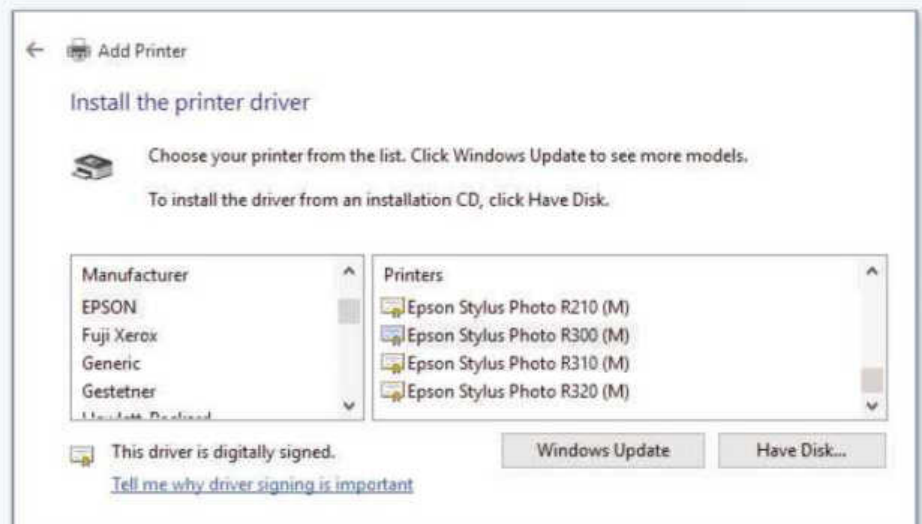 Add Printer
Install the printer driver
Choose your printer from the list. Click Windows Update to see more models.
To install the driver from an installation CD, click Have Disk.
Manufacturer
EPSON
Fuji Xerox
Generic
Gestetner
Printers
Epson Stylus Photo R210 (M)
Epson Stylus Photo R300 (M)
Epson Stylus Photo R310 (M)
Epson Stylus Photo R320 (M)
This driver is digitally signed.
Tell me why driver signing is important
Windows Update
Have Disk...